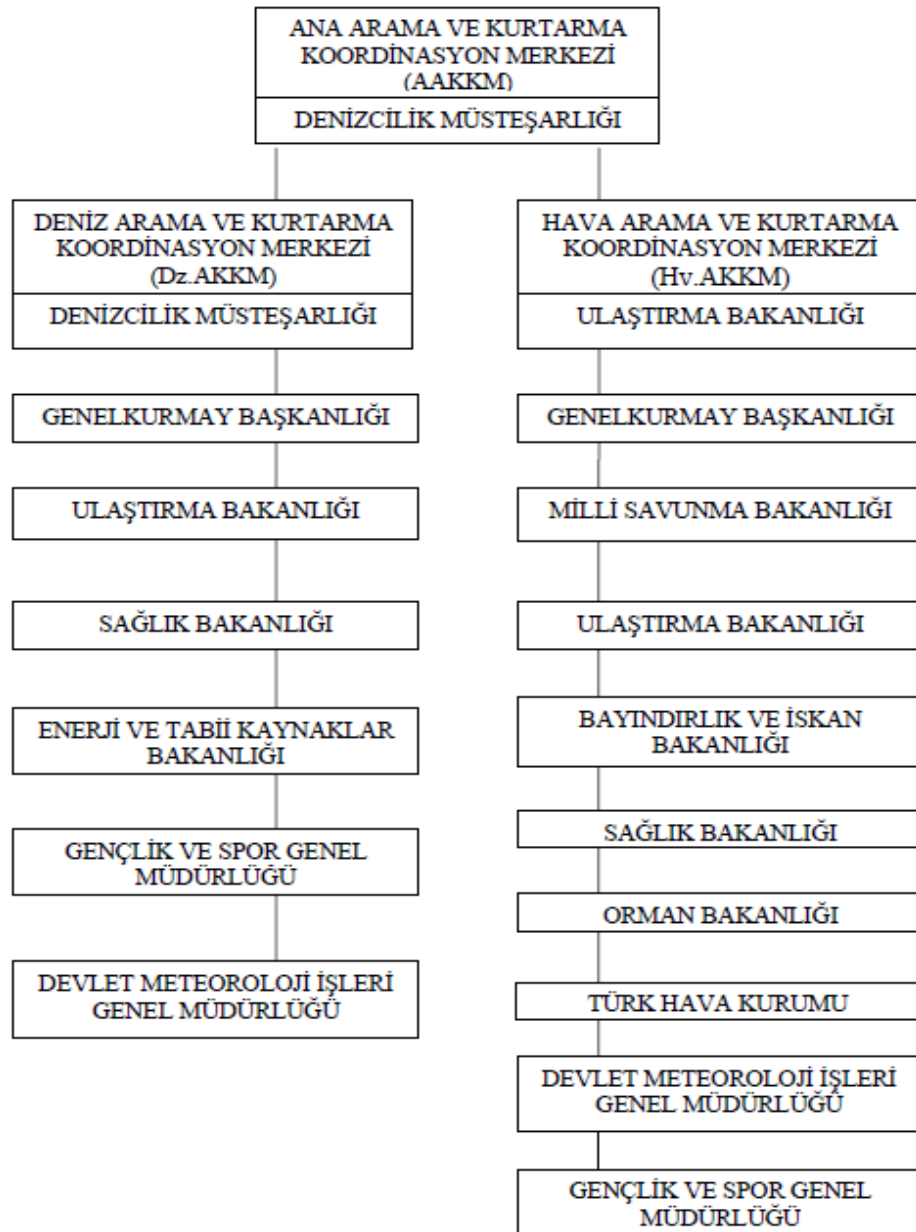 ANA ARAMA VE KURTARMA
KOORDİNASYON MERKEZİ
(AAKKM)
DENİZCİLİK MÜSTEŞARLIĞI
DENİZ ARAMA VE KURTARMA
KOORDİNASYON MERKEZİ
(Dz.AKKM)
DENİZCİLİK MÜSTEŞARLIĞI
GENELKURMAY BAŞKANLIĞI
ULAŞTIRMA BAKANLIĞI
SAĞLIK BAKANLIĞI
ENERJİ VE TABİİ KAYNAKLAR
BAKANLIĞI
GENÇLİK VE SPOR GENEL
MÜDÜRLÜĞÜ
DEVLET METEOROLOJİ İŞLERİ
GENEL MÜDÜRLÜĞÜ
HAVA ARAMA VE KURTARMA
KOORDİNASYON MERKEZİ
(Hv.AKKM)
ULAŞTIRMA BAKANLIĞI
GENELKURMAY BAŞKANLIĞI
MİLLİ SAVUNMA BAKANLIĞI
ULAŞTIRMA BAKANLIĞI
BAYINDIRLIK VE İSKAN
BAKANLIĞI
SAĞLIK BAKANLIĞI
ORMAN BAKANLIĞI
TÜRK HAVA KURUMU
DEVLET METEOROLOJİ İŞLERİ
GENEL MÜDÜRLÜĞÜ
GENÇLİK VE SPOR GENEL
MÜDÜRLÜĞÜ